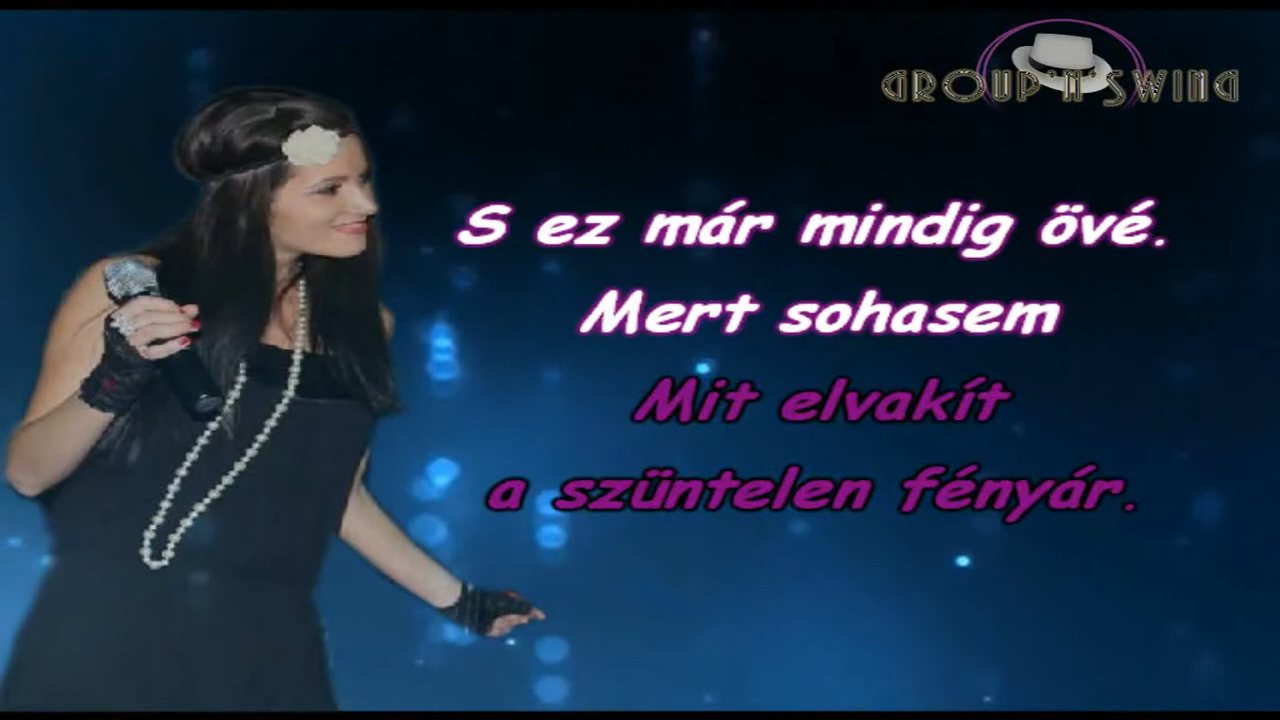 GROUP'N'SWING
S ez már mindig övé.
Mert sohasem
Mit elvakít
a szüntelen fényár.